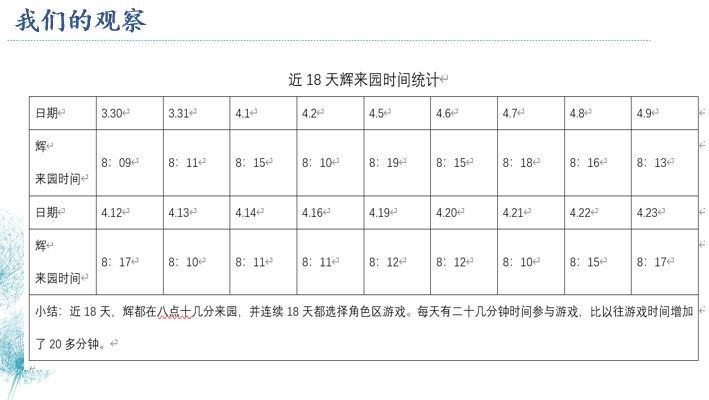 我们的观察
近 18 天辉来园时间统计
日期 3.30 3.31 4.1 4.2 4.5 4.6 4.7 4.8 4.9
辉
来园时间 8：09 8：11 8：15 8：10 8：19 8：15 8：18 8：16 8：13
日期 4.12 4.13 4.14 4.16 4.19 4.20 4.21 4.22 4.23
辉
来园时间 8：17 8：10 8：11 8：11 8：12 8：12 8：10 8：15 8：17
小结：近 18 天，辉都在八点十几分来园，并连续 18 天都选择角色区游戏。每天有二十几分钟时间参与游戏，比以往游戏时间增加
了 20 多分钟。